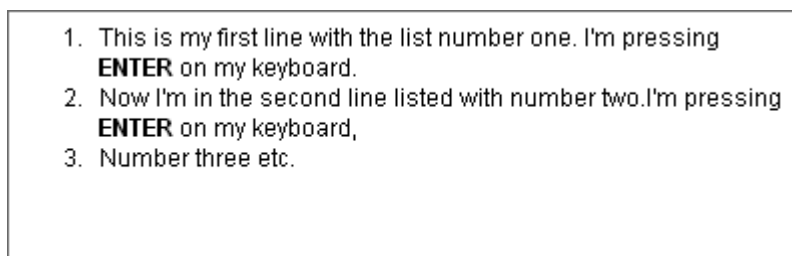 1. This is my first line with the list number one. I'm pressing
ENTER on my keyboard.
2. Now I'm in the second line listed with number two.I'm pressing
ENTER on my keyboard,
3. Number three etc.